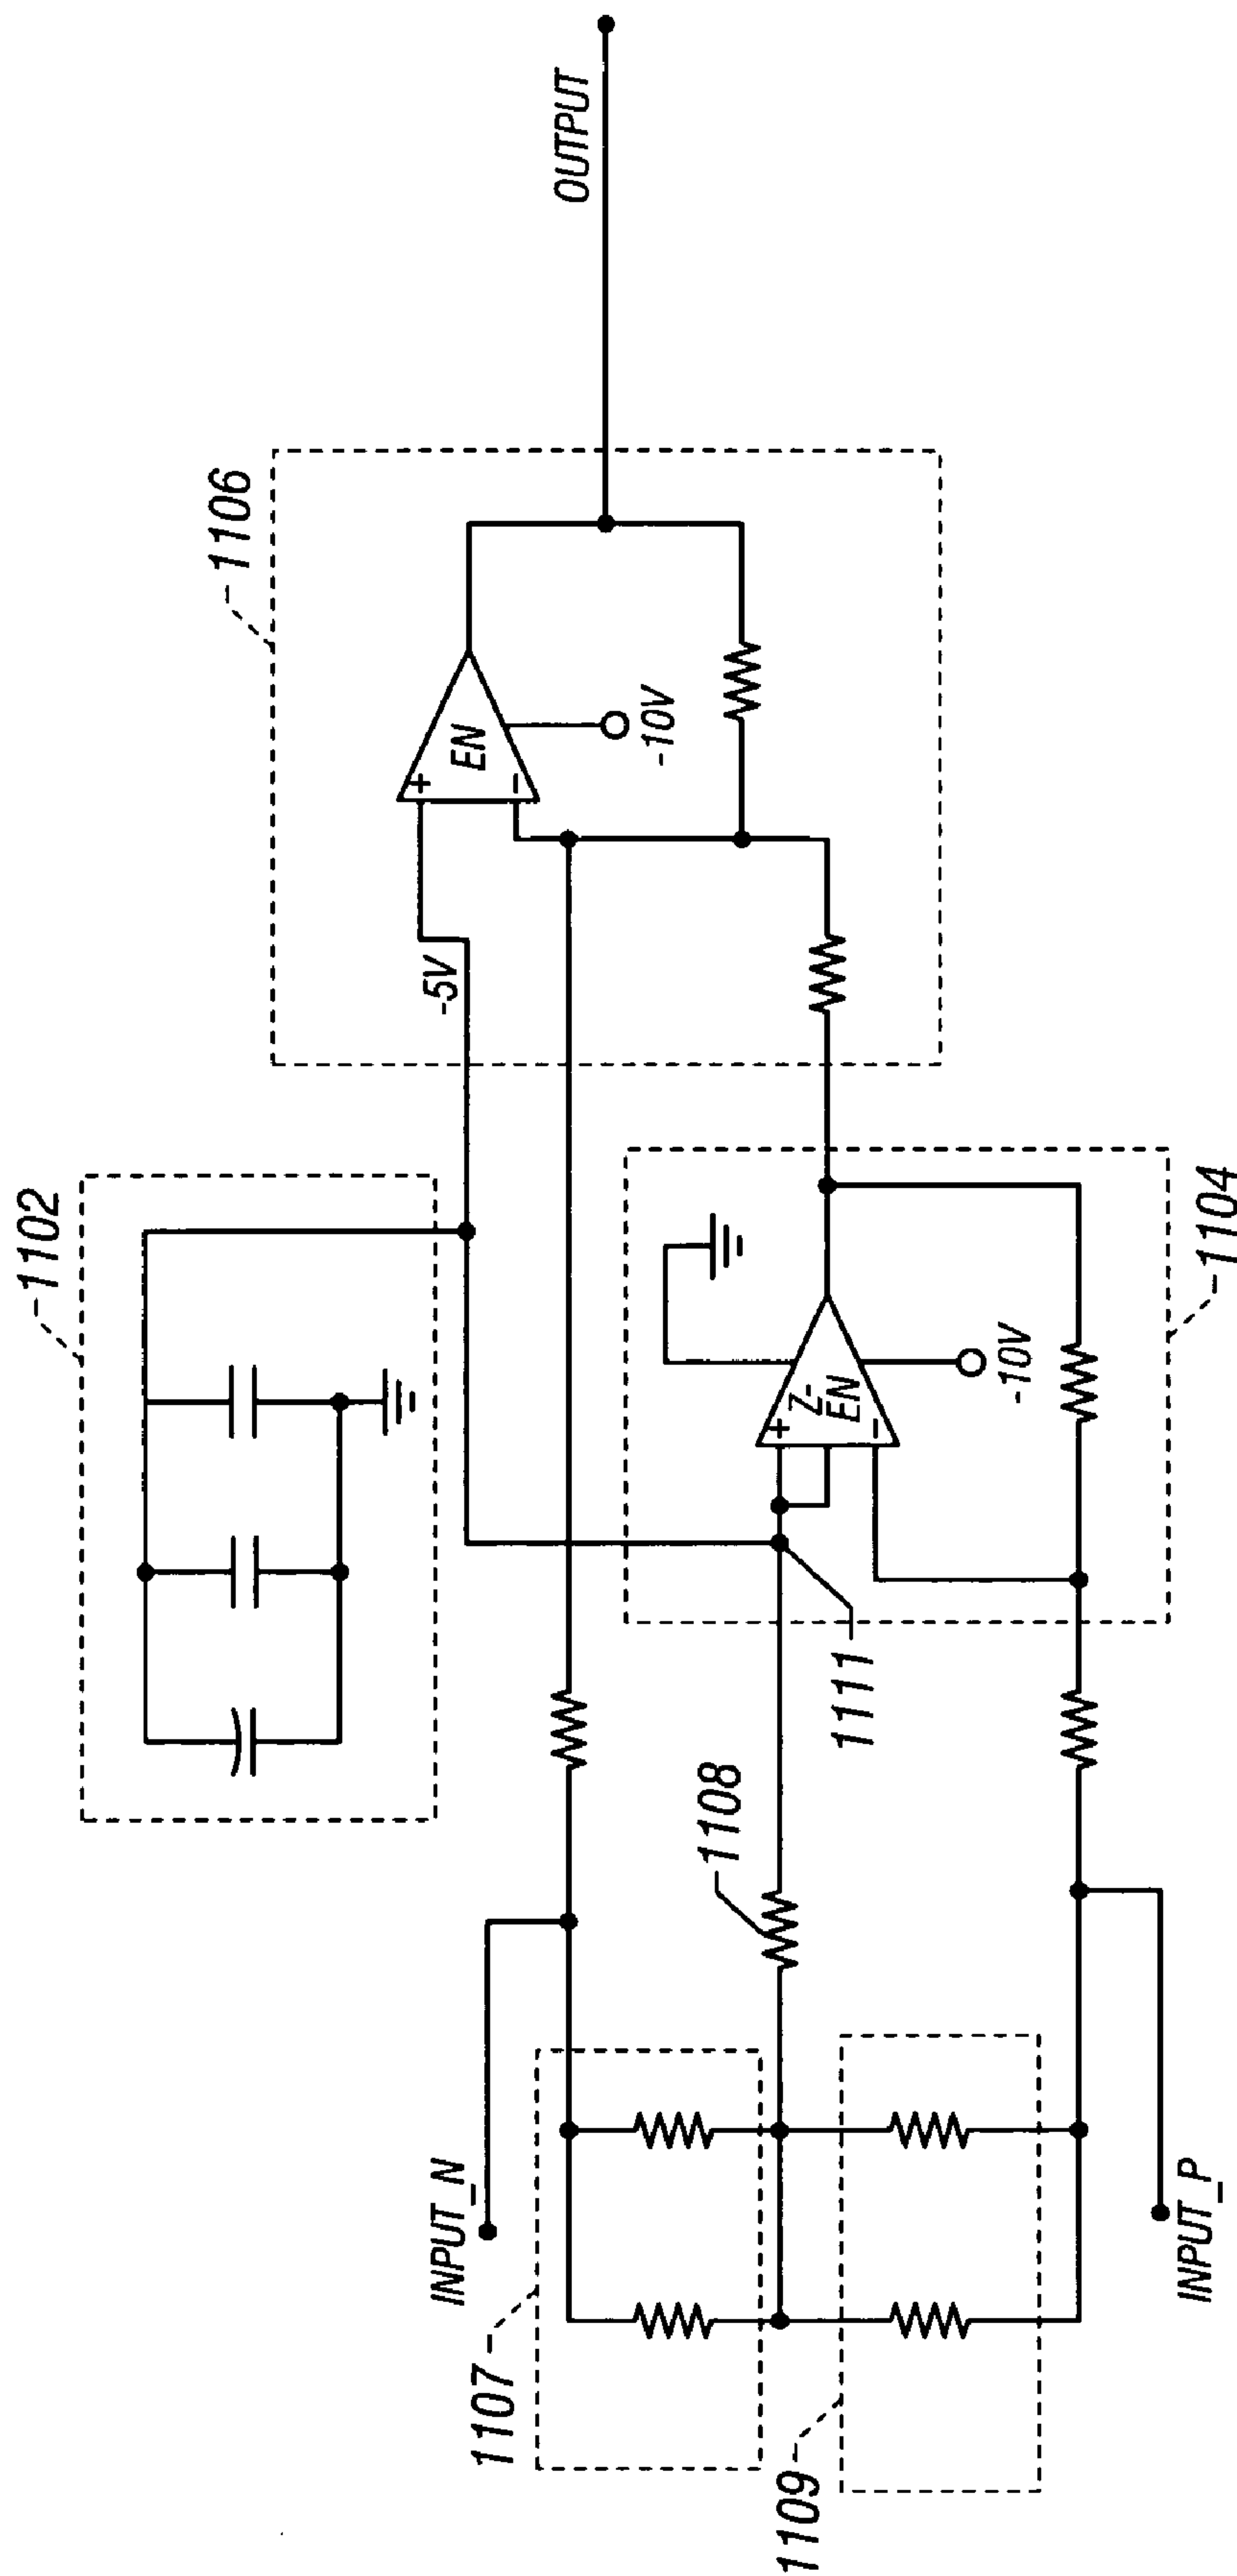 1102
1106
OUTPUT
-5V
+
EN
−
-10V
INPUT_N
1107
1108
1111
+
Z-
EN
−
-10V
1104
1109
INPUT_P